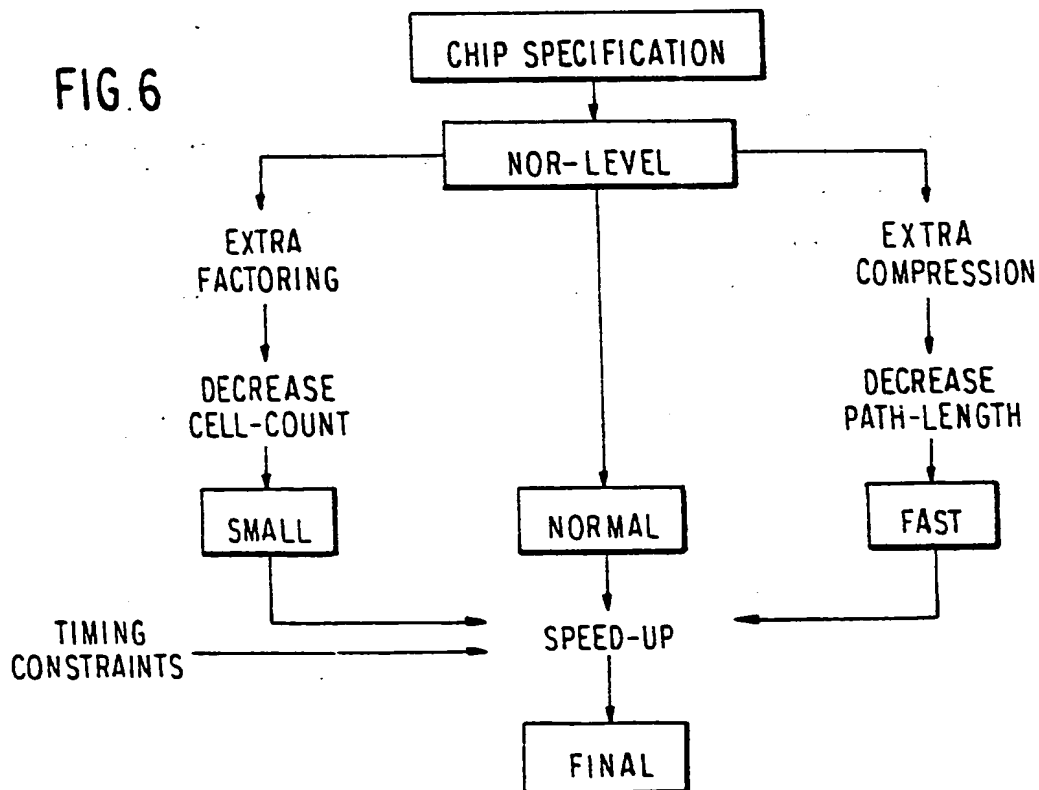 CHIP SPECIFICATION
FIG.6
NOR-LEVEL
EXTRA
FACTORING
EXTRA
COMPRESSION
DECREASE
CELL-COUNT
DECREASE
PATH-LENGTH
SMALL
NORMAL
FAST
TIMING
CONSTRAINTS
SPEED-UP
FINAL